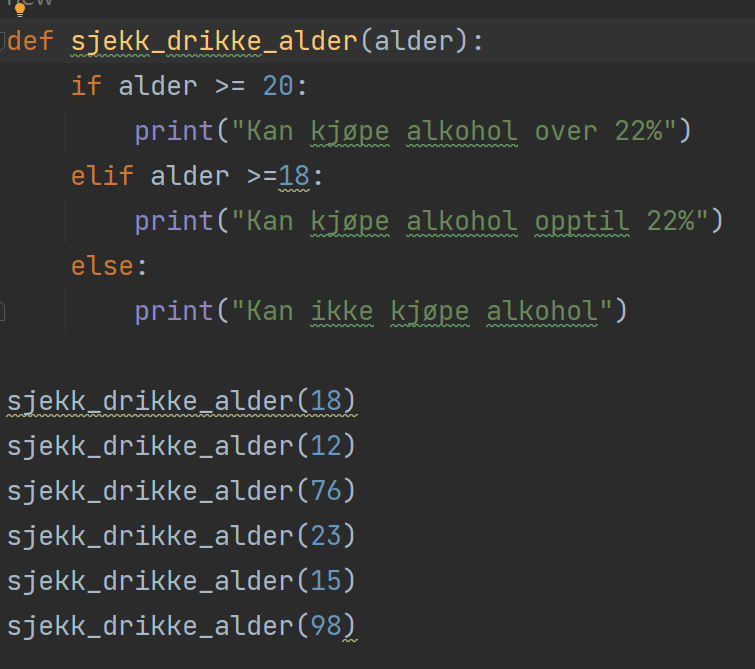 new
def sjekk_drikke_alder(alder):
    if alder >= 20:
        print("Kan kjøpe alkohol over 22%")
    elif alder >=18:
        print("Kan kjøpe alkohol opptil 22%")
    else:
        print("Kan ikke kjøpe alkohol")

sjekk_drikke_alder(18)
sjekk_drikke_alder(12)
sjekk_drikke_alder(76)
sjekk_drikke_alder(23)
sjekk_drikke_alder(15)
sjekk_drikke_alder(98)